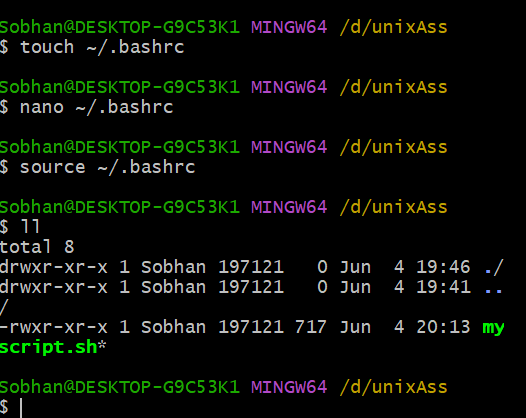 Sobhan@DESKTOP-G9C53K1 MINGW64 /d/unixAss
$ touch ~/.bashrc
Sobhan@DESKTOP-G9C53K1 MINGW64 /d/unixAss
$ nano ~/.bashrc
Sobhan@DESKTOP-G9C53K1 MINGW64 /d/unixAss
$ source ~/.bashrc
Sobhan@DESKTOP-G9C53K1 MINGW64 /d/unixAss
$ ll
total 8
drwxr-xr-x 1 Sobhan 197121   0 Jun  4 19:46 ./
drwxr-xr-x 1 Sobhan 197121   0 Jun  4 19:41 ..
/
-rwxr-xr-x 1 Sobhan 197121 717 Jun  4 20:13 my
script.sh*
Sobhan@DESKTOP-G9C53K1 MINGW64 /d/unixAss
$